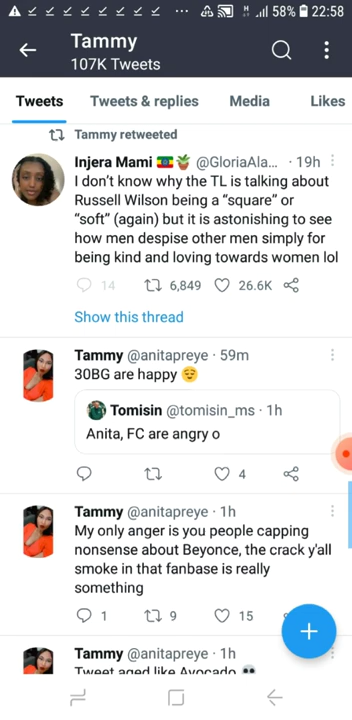 58% 22:58
Tammy
107K Tweets
Tweets Tweets & replies Media Likes
Tammy retweeted
Injera Mami @GloriaAla... · 19h
I don't know why the TL is talking about
Russell Wilson being a “square” or
“soft” (again) but it is astonishing to see
how men despise other men simply for
being kind and loving towards women lol
14 6,849 26.6K
Show this thread
Tammy @anitapreye · 59m
30BG are happy 😌
Tomisin @tomisin_ms · 1h
Anita, FC are angry o
4
Tammy @anitapreye · 1h
My only anger is you people capping
nonsense about Beyonce, the crack y'all
smoke in that fanbase is really
something
1 9 15
Tammy @anitapreye · 1h
Tweet aged like Avocado 💀